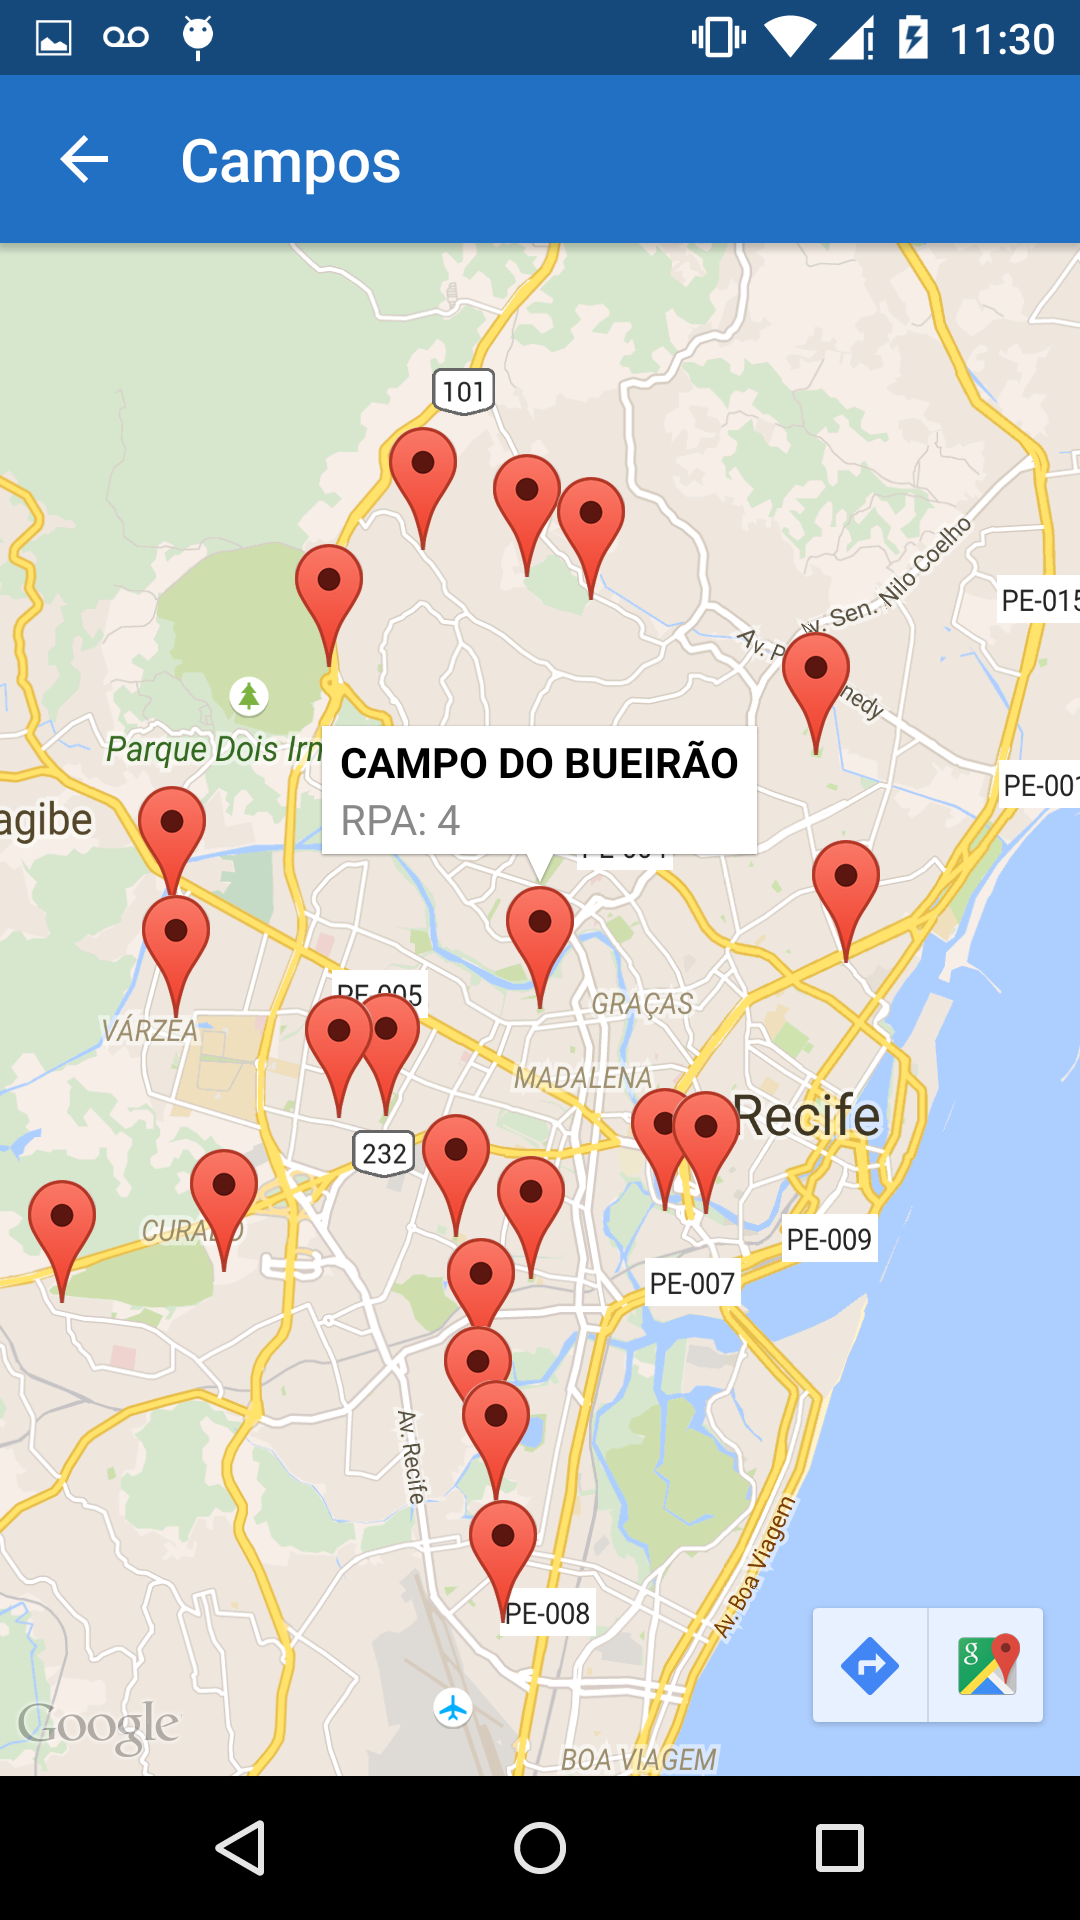 11:30
Campos
101
Av. Sen. Nilo Coelho
PE-015
Av. P
nedy
Parque Dois Irn
CAMPO DO BUEIRÃO
RPA: 4
PE-001
agibe
PE-005
GRAÇAS
VÁRZEA
MADALENA
Recife
232
CURADO
PE-009
PE-007
Av. Recife
Av. Boa Viagem
PE-008
g
Google
BOA VIAGEM